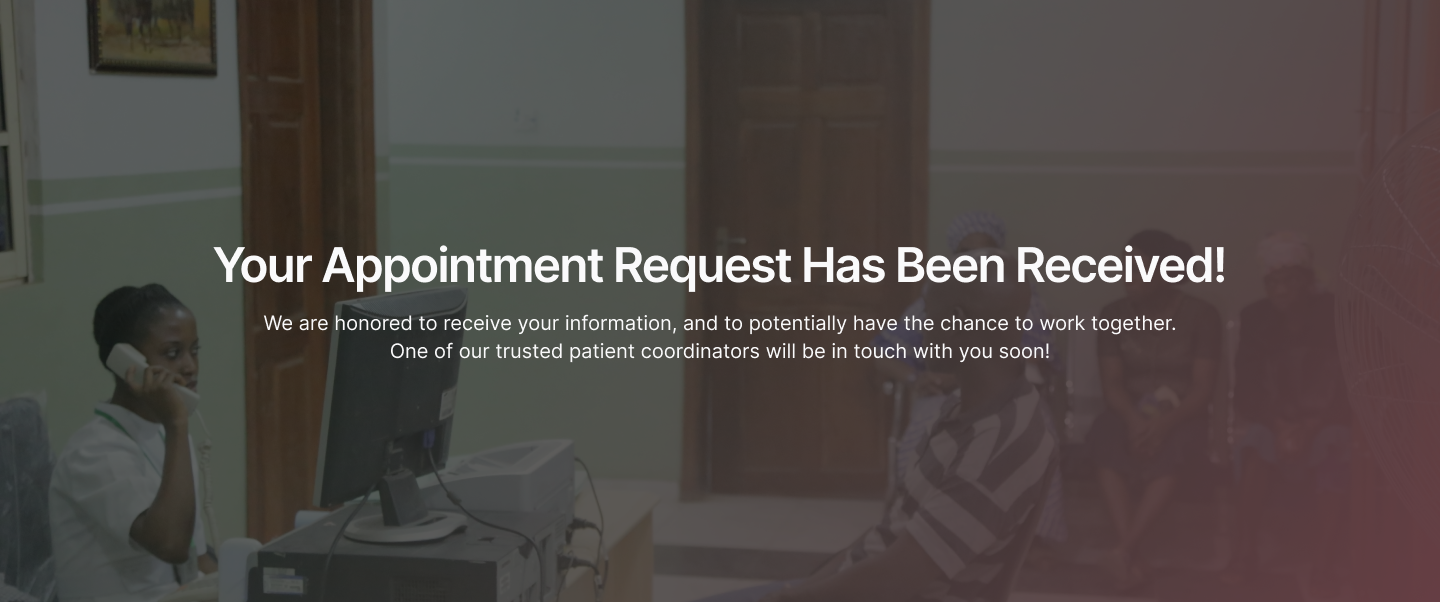 Your Appointment Request Has Been Received!
We are honored to receive your information, and to potentially have the chance to work together.
One of our trusted patient coordinators will be in touch with you soon!